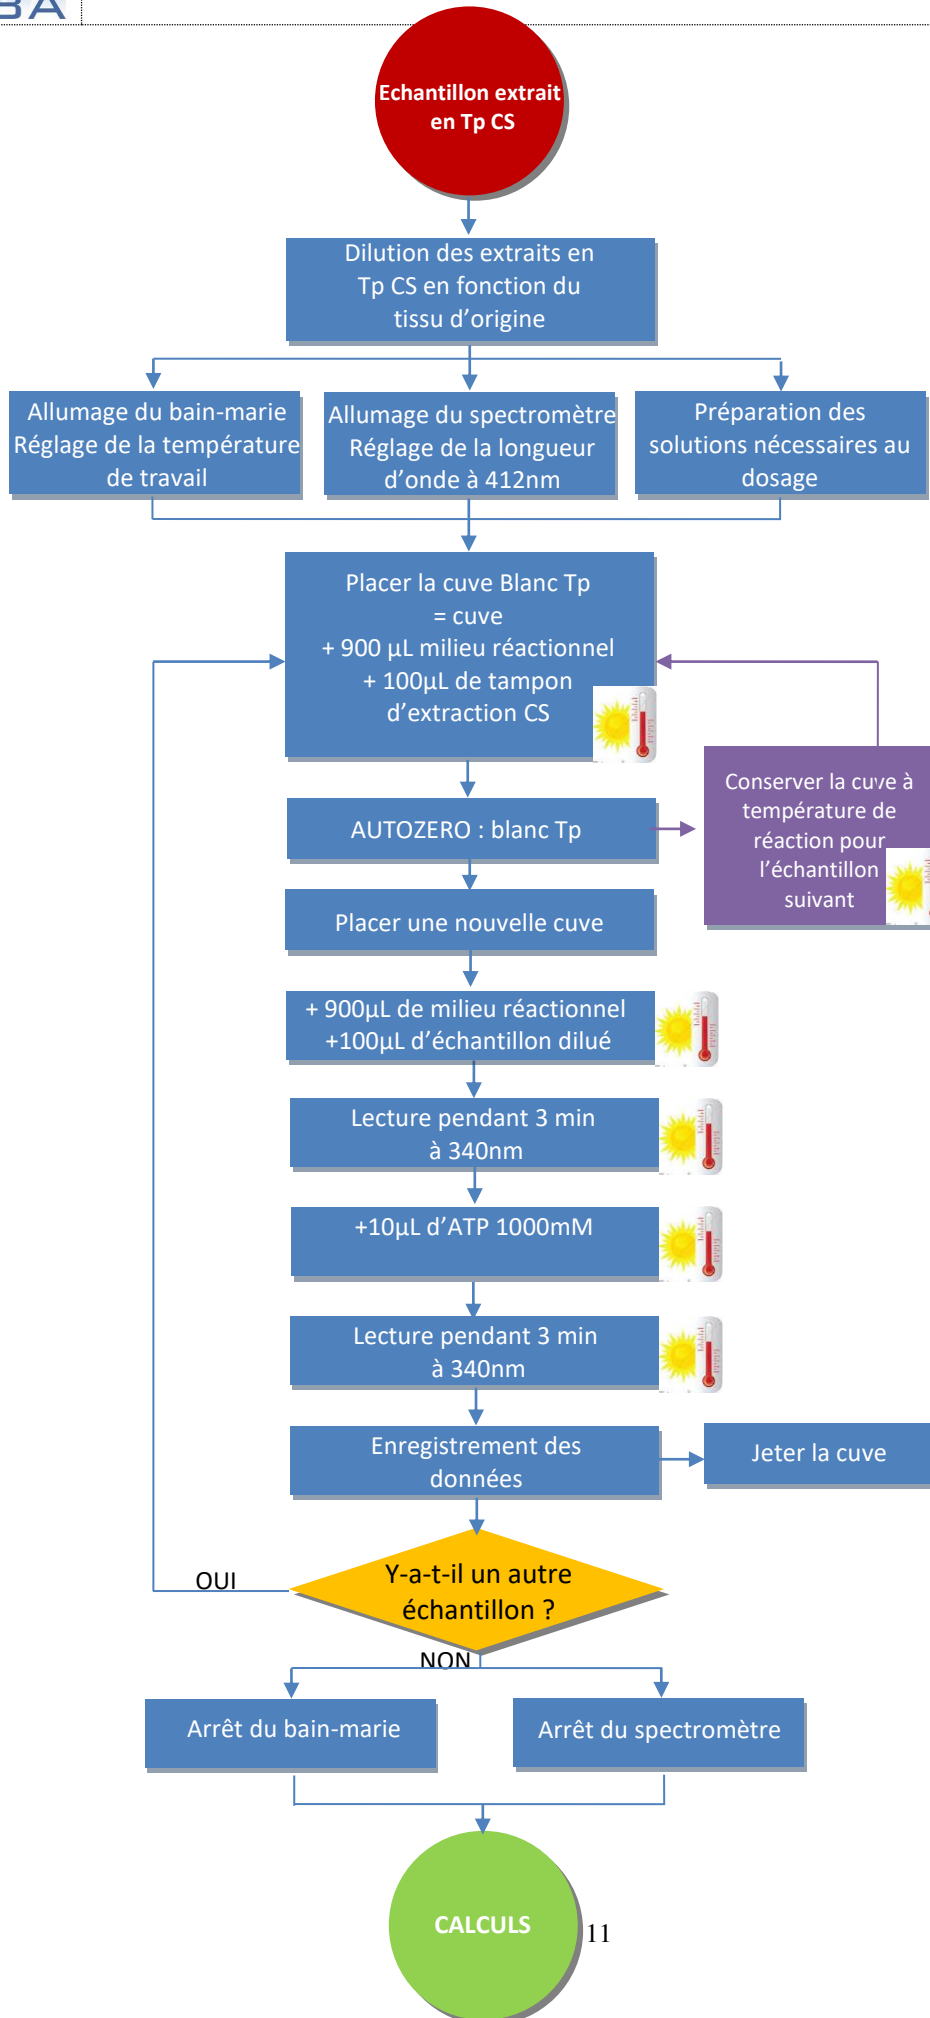 BA
Echantillon extrait
en Tp CS
Dilution des extraits en
Tp CS en fonction du
tissu d’origine
Allumage du bain-marie
Réglage de la température
de travail
Allumage du spectromètre
Réglage de la longueur
d’onde à 412nm
Préparation des
solutions nécessaires au
dosage
Placer la cuve Blanc Tp
= cuve
+ 900 µL milieu réactionnel
+ 100µL de tampon
d’extraction CS
AUTOZERO : blanc Tp
Conserver la cuve à
température de
réaction pour
l’échantillon
suivant
Placer une nouvelle cuve
+ 900µL de milieu réactionnel
+100µL d’échantillon dilué
Lecture pendant 3 min
à 340nm
+10µL d’ATP 1000mM
Lecture pendant 3 min
à 340nm
Enregistrement des
données
Jeter la cuve
Y-a-t-il un autre
échantillon ?
OUI
NON
Arrêt du bain-marie
Arrêt du spectromètre
CALCULS
11